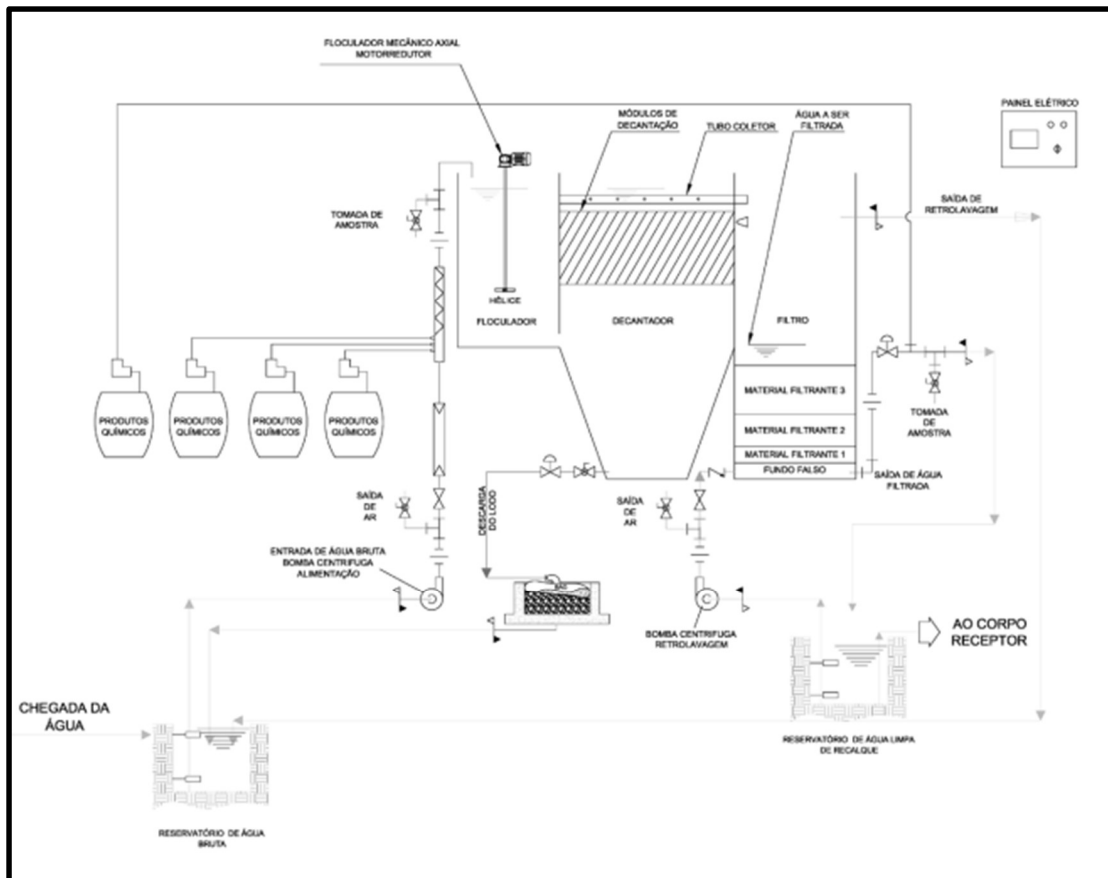 FLOCULADOR MECÂNICO AXIAL
MOTORREDUTOR
MÓDULOS DE
DECANTAÇÃO
TUBO COLETOR
ÁGUA A SER
FILTRADA
PAINEL ELÉTRICO
TOMADA DE
AMOSTRA
SAÍDA DE
RETROLAVAGEM
HÉLICE
FLOCULADOR
DECANTADOR
FILTRO
MATERIAL FILTRANTE 3
MATERIAL FILTRANTE 2
MATERIAL FILTRANTE 1
FUNDO FALSO
PRODUTOS
QUÍMICOS
PRODUTOS
QUÍMICOS
PRODUTOS
QUÍMICOS
PRODUTOS
QUÍMICOS
TOMADA
DE
AMOSTRA
SAÍDA DE ÁGUA
FILTRADA
SAÍDA
DE
AR
DESCARGA
DO LODO
SAÍDA
DE
AR
ENTRADA DE ÁGUA BRUTA
BOMBA CENTRIFUGA
ALIMENTAÇÃO
BOMBA CENTRIFUGA
RETROLAVAGEM
AO CORPO
RECEPTOR
CHEGADA DA
ÁGUA
RESERVATÓRIO DE ÁGUA LIMPA
DE RECALQUE
RESERVATÓRIO DE ÁGUA
BRUTA